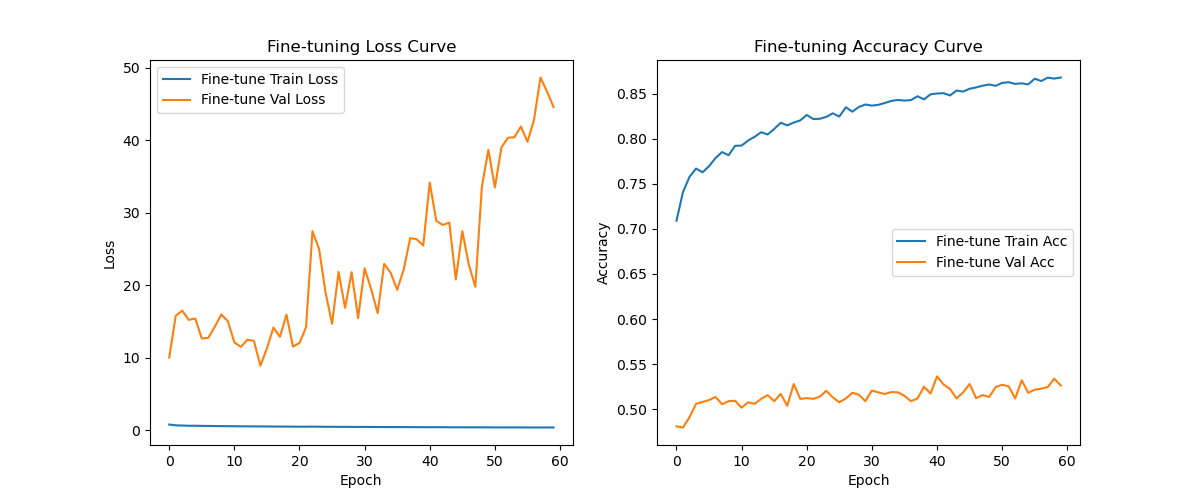 Fine-tuning Loss Curve
Fine-tune Train Loss
Fine-tune Val Loss
50
40
30
20
10
0
Loss
0 10 20 30 40 50 60
Epoch
Fine-tuning Accuracy Curve
Fine-tune Train Acc
Fine-tune Val Acc
0.85
0.80
0.75
0.70
0.65
0.60
0.55
0.50
Accuracy
0 10 20 30 40 50 60
Epoch